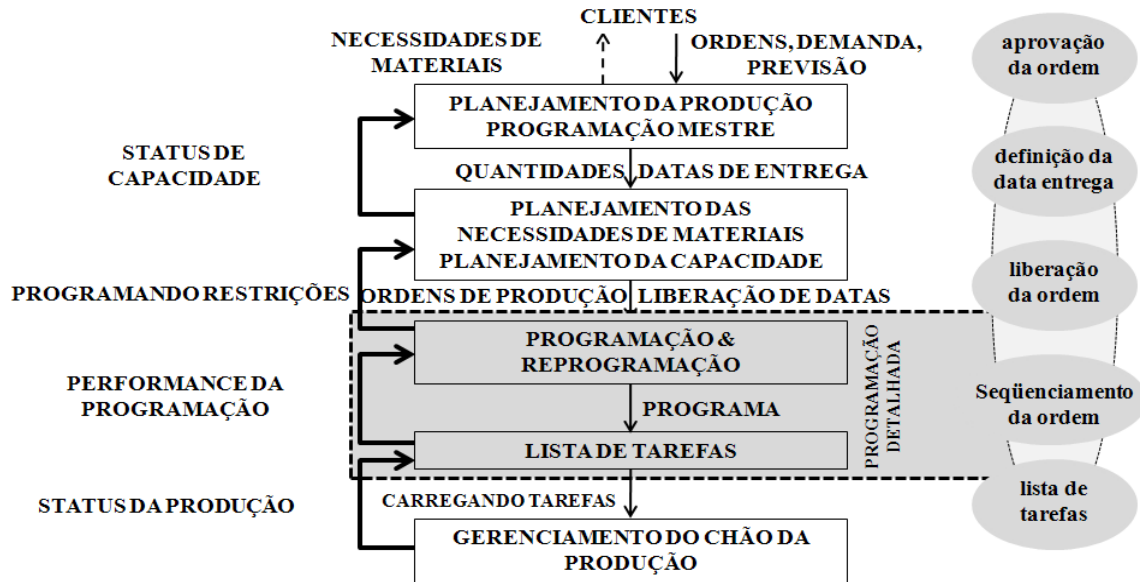 CLIENTES
NECESSIDADES DE
MATERIAIS
ORDENS, DEMANDA,
PREVISÃO
PLANEJAMENTO DA PRODUÇÃO
PROGRAMAÇÃO MESTRE
STATUS DE
CAPACIDADE
QUANTIDADES
DATAS DE ENTREGA
PLANEJAMENTO DAS
NECESSIDADES DE MATERIAIS
PLANEJAMENTO DA CAPACIDADE
PROGRAMANDO RESTRIÇÕES
ORDENS DE PRODUÇÃO
LIBERAÇÃO DE DATAS
PROGRAMAÇÃO &
REPROGRAMAÇÃO
PERFORMANCE DA
PROGRAMAÇÃO
PROGRAMA
LISTA DE TAREFAS
PROGRAMAÇÃO
DETALHADA
STATUS DA PRODUÇÃO
CARREGANDO TAREFAS
GERENCIAMENTO DO CHÃO DA
PRODUÇÃO
aprovação
da ordem
definição da
data entrega
liberação
da ordem
Seqüenciamento
da ordem
lista de
tarefas